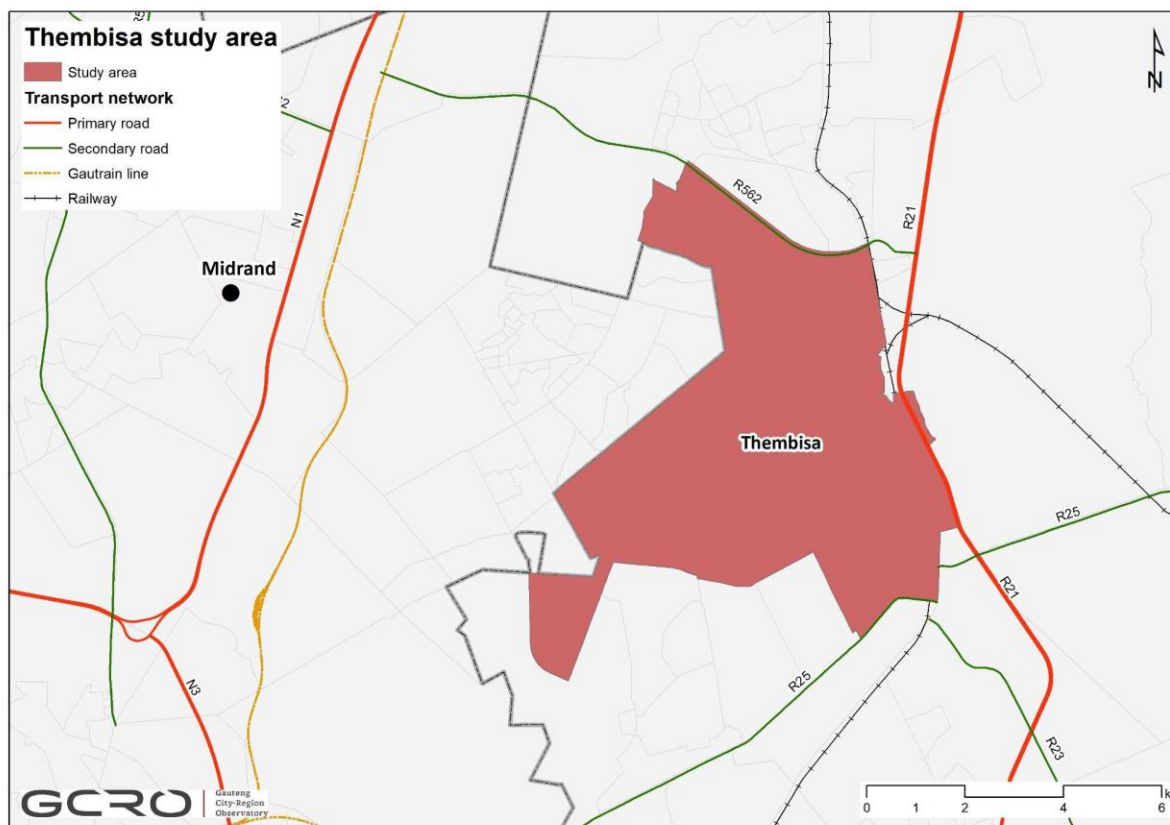 Thembisa study area
Study area
Transport network
Primary road
Secondary road
Gautrain line
Railway
N1
Midrand
R562
R21
Thembisa
R25
R21
R25
R23
N3
GCRO
Gauteng
City-Region
Observatory
0 1 2 4 6
N